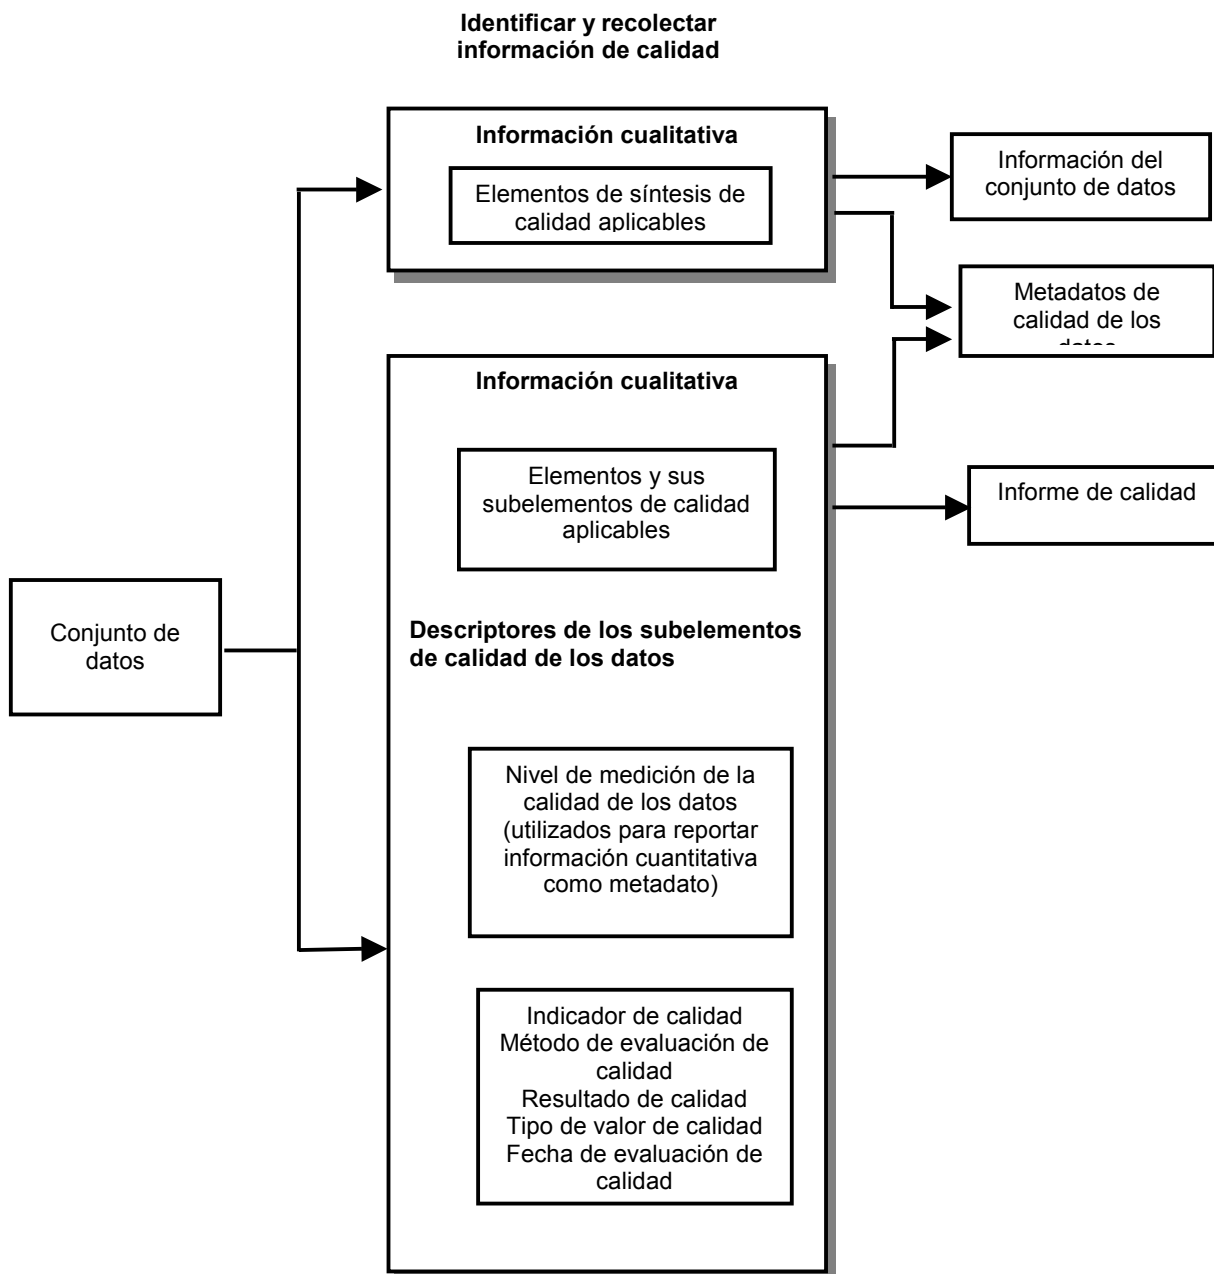 Identificar y recolectar
información de calidad
Información cualitativa
Elementos de síntesis de
calidad aplicables
Información del
conjunto de datos
Metadatos de
calidad de los
datos
Información cualitativa
Elementos y sus
subelementos de calidad
aplicables
Informe de calidad
Conjunto de
datos
Descriptores de los subelementos
de calidad de los datos
Nivel de medición de la
calidad de los datos
(utilizados para reportar
información cuantitativa
como metadato)
Indicador de calidad
Método de evaluación de
calidad
Resultado de calidad
Tipo de valor de calidad
Fecha de evaluación de
calidad